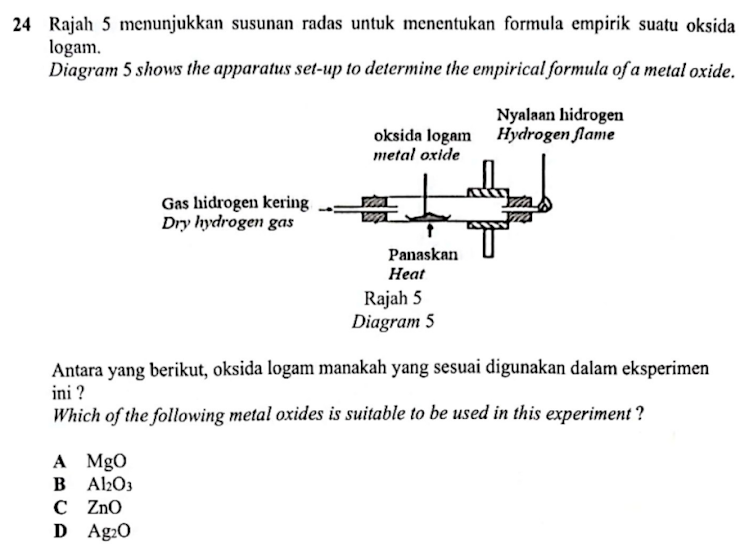 24 Rajah 5 menunjukkan susunan radas untuk menentukan formula empirik suatu oksida
logam.
Diagram 5 shows the apparatus set-up to determine the empirical formula of a metal oxide.
Nyalaan hidrogen
Hydrogen flame
oksida logam
metal oxide
Gas hidrogen kering
Dry hydrogen gas
Panaskan
Heat
Rajah 5
Diagram 5
Antara yang berikut, oksida logam manakah yang sesuai digunakan dalam eksperimen
ini ?
Which of the following metal oxides is suitable to be used in this experiment ?
A MgO
B Al2O3
C ZnO
D Ag2O